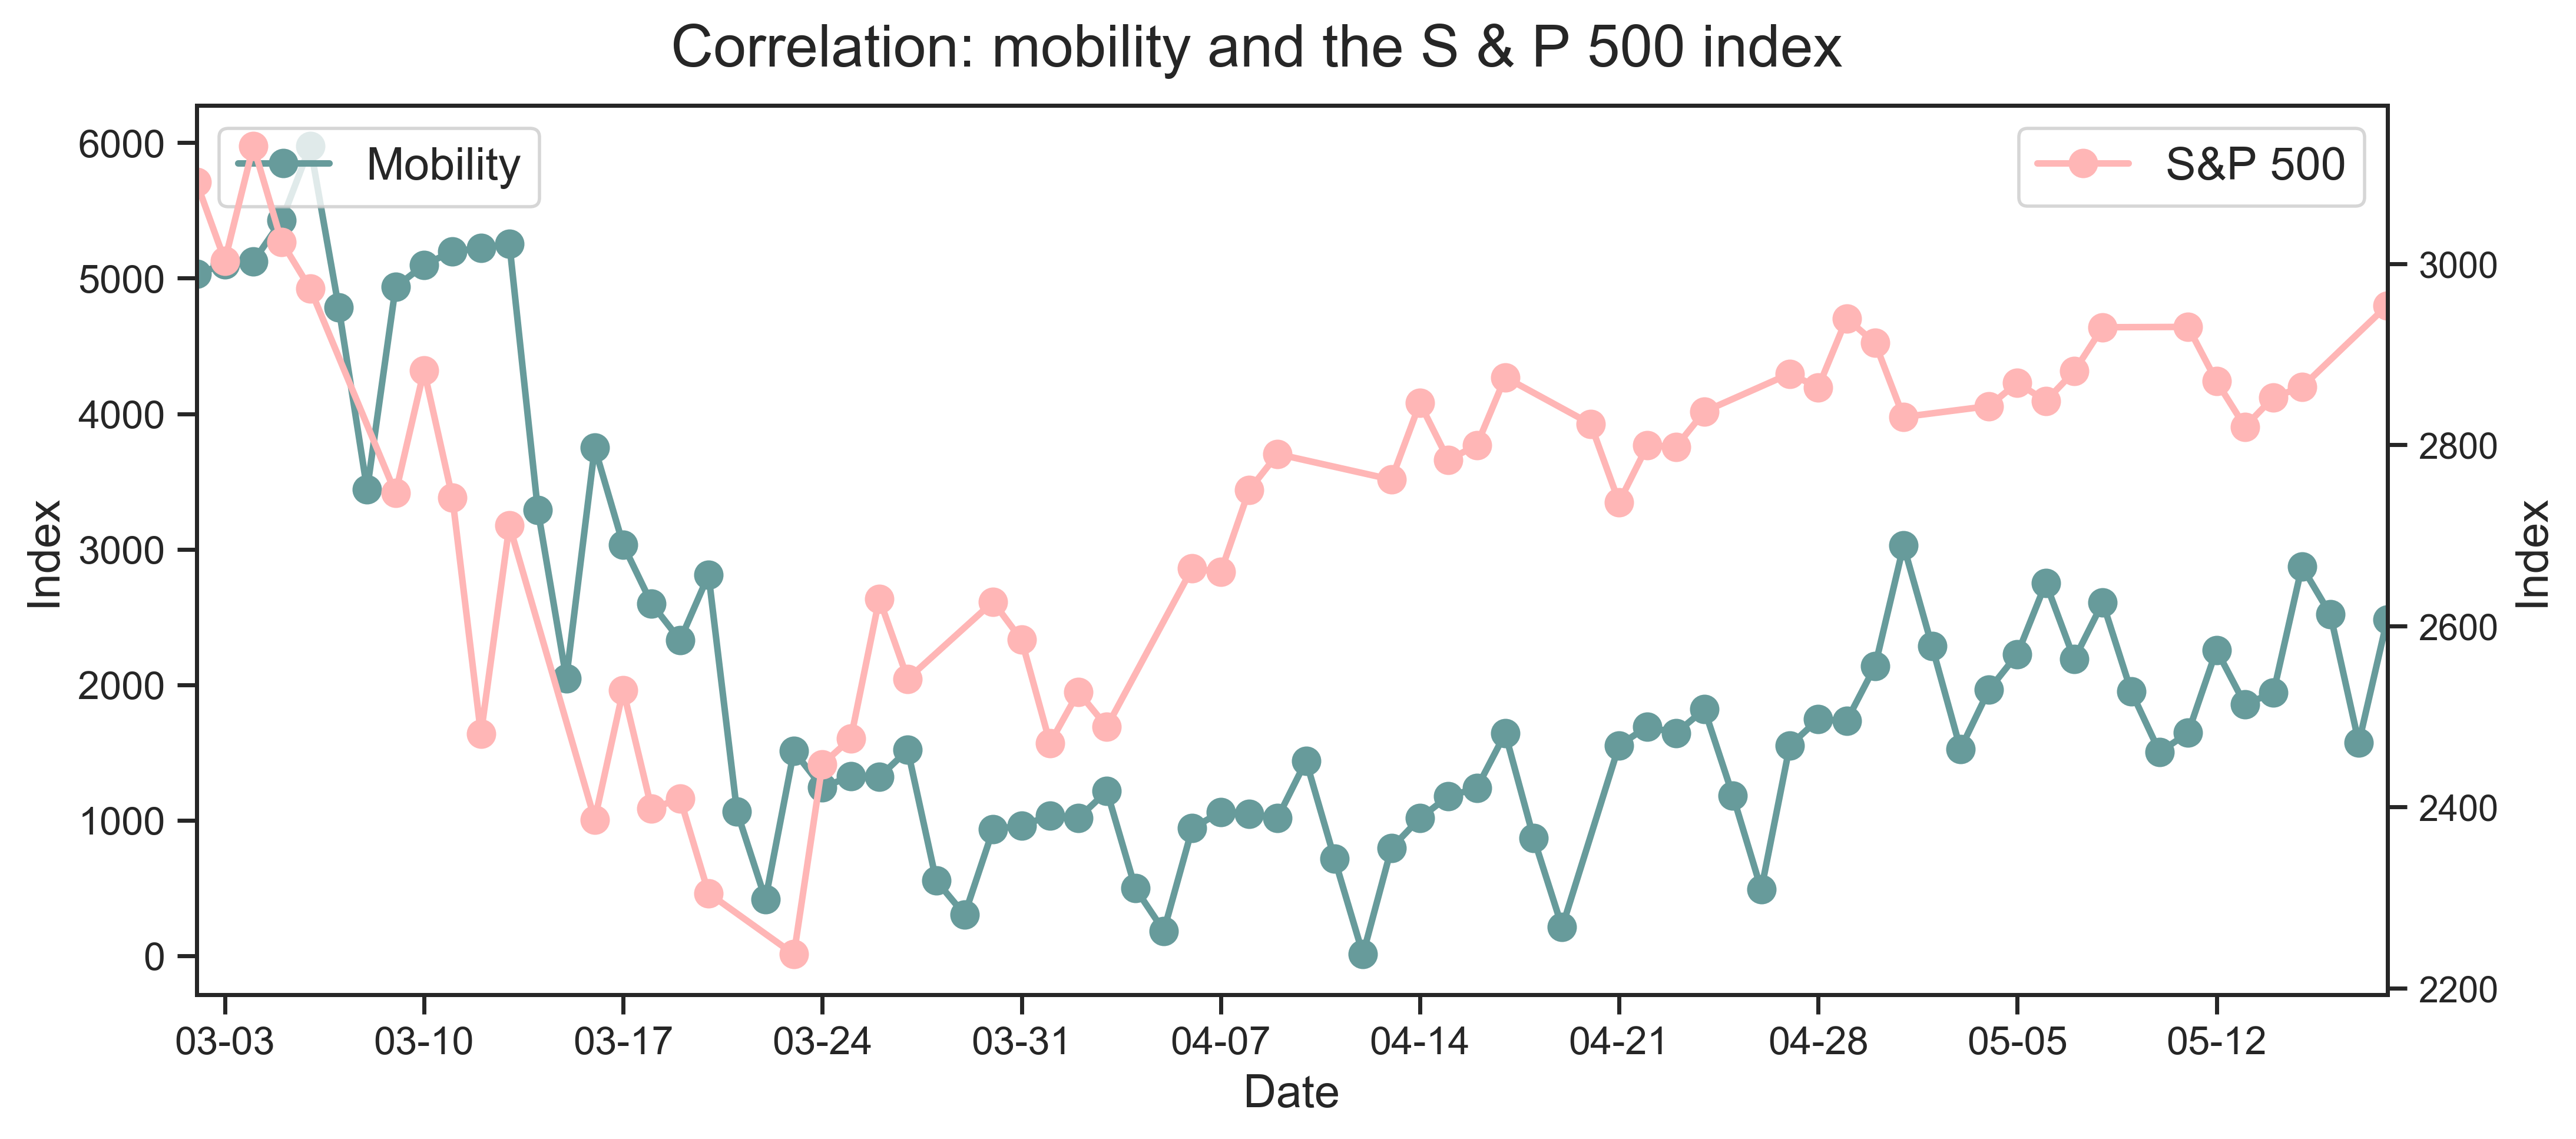 Correlation: mobility and the S & P 500 index
Mobility
S&P 500
6000
5000
4000
3000
2000
1000
0
Index
3000
2800
2600
2400
2200
Index
03-03 03-10 03-17 03-24 03-31 04-07 04-14 04-21 04-28 05-05 05-12
Date